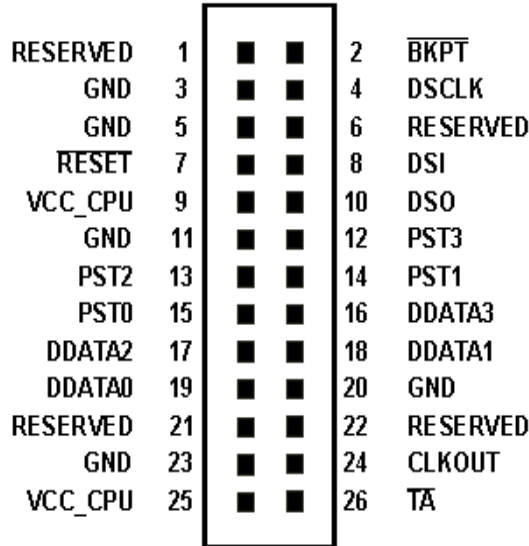 RESERVED 1 2 BKPT
GND 3 4 DSCLK
GND 5 6 RESERVED
RESET 7 8 DSI
VCC_CPU 9 10 DSO
GND 11 12 PST3
PST2 13 14 PST1
PST0 15 16 DDATA3
DDATA2 17 18 DDATA1
DDATA0 19 20 GND
RESERVED 21 22 RESERVED
GND 23 24 CLKOUT
VCC_CPU 25 26 TA